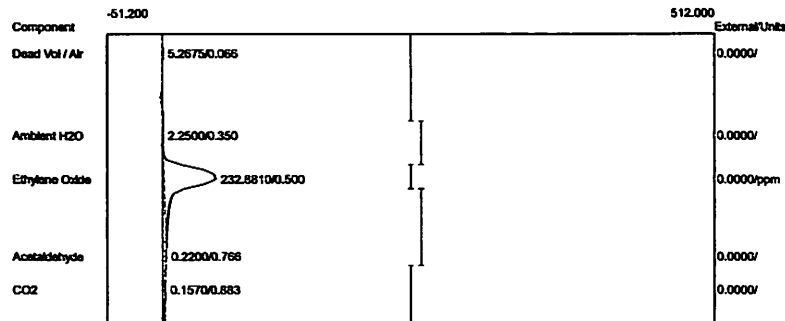 -51.200 512.000
Component External/Units
Dead Vol / Air 5.2675/0.066 0.0000/
Ambient H2O 2.2500/0.350 0.0000/
Ethylene Oxide 232.8810/0.500 0.0000/ppm
Acetaldehyde 0.2200/0.766 0.0000/
CO2 0.1570/0.883 0.0000/